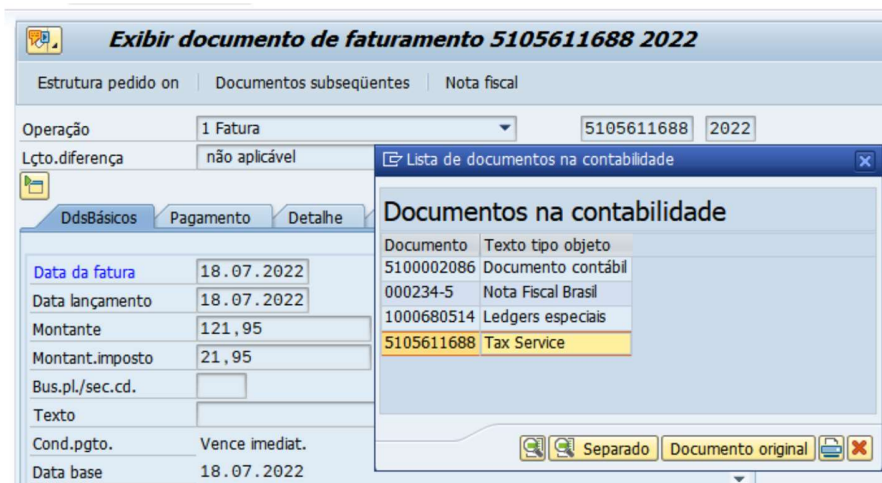 Exibir documento de faturamento 5105611688 2022
Estrutura pedido on Documentos subseqüentes Nota fiscal
Operação 1 Fatura 5105611688 2022
Lçto.diferença não aplicável
DdsBásicos Pagamento Detalhe
Data da fatura 18.07.2022
Data lançamento 18.07.2022
Montante 121,95
Montant.imposto 21,95
Bus.pl./sec.cd.
Texto
Cond.pgto. Vence imediat.
Data base 18.07.2022
Lista de documentos na contabilidade
Documentos na contabilidade
Documento Texto tipo objeto
5100002086 Documento contábil
000234-5 Nota Fiscal Brasil
1000680514 Ledgers especiais
5105611688 Tax Service
Separado Documento original